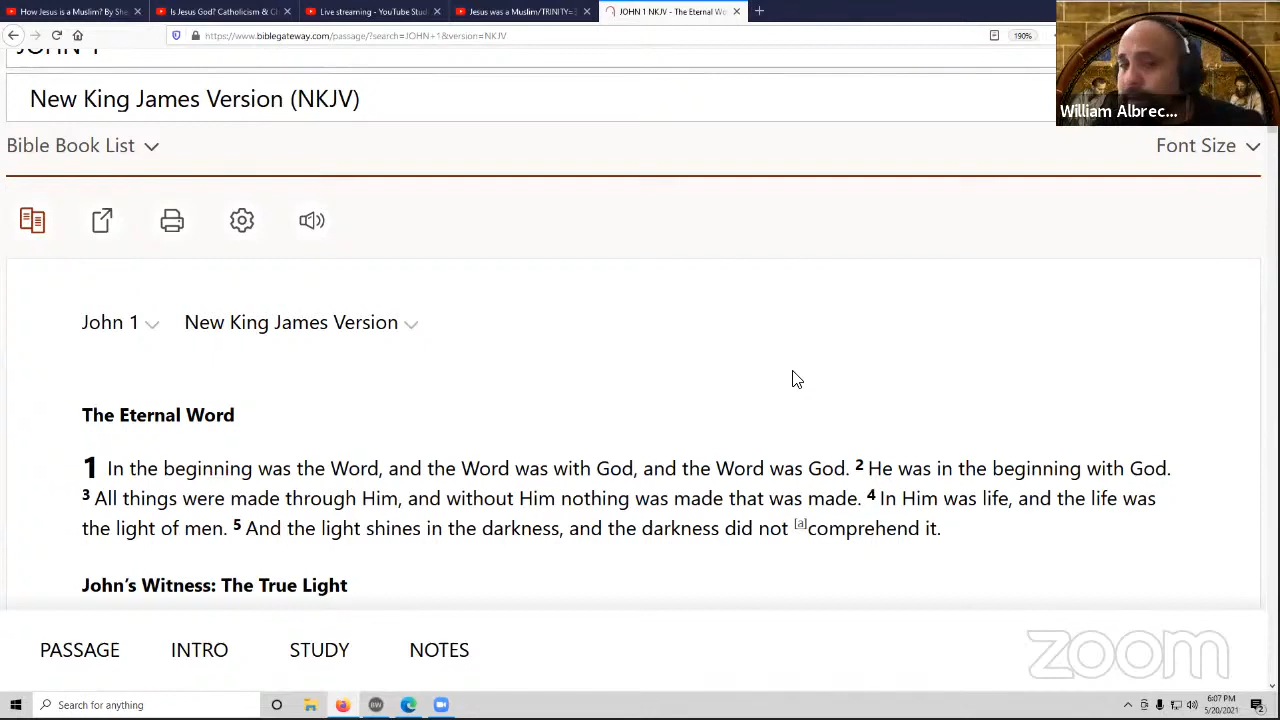 How Jesus is a Muslim? By She
Is Jesus God? Catholicism & C
Live streaming - YouTube Stud
Jesus was a Muslim/TRINITY=
JOHN 1 NKJV - The Eternal Wo
https://www.biblegateway.com/passage/?search=JOHN+1&version=NKJV
190%
JOHN 1
William Albrec...
New King James Version (NKJV)
Bible Book List
Font Size
John 1 New King James Version
The Eternal Word
1 In the beginning was the Word, and the Word was with God, and the Word was God. 2 He was in the beginning with God.
3 All things were made through Him, and without Him nothing was made that was made. 4 In Him was life, and the life was
the light of men. 5 And the light shines in the darkness, and the darkness did not [a]comprehend it.
John’s Witness: The True Light
PASSAGE INTRO STUDY NOTES
zoom
Search for anything
6:07 PM
5/20/2021
2